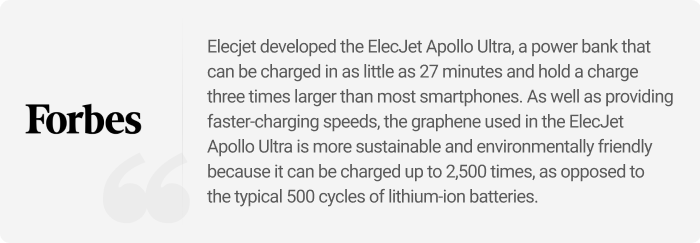 Forbes
Elecjet developed the ElecJet Apollo Ultra, a power bank that
can be charged in as little as 27 minutes and hold a charge
three times larger than most smartphones. As well as providing
faster-charging speeds, the graphene used in the ElecJet
Apollo Ultra is more sustainable and environmentally friendly
because it can be charged up to 2,500 times, as opposed to
the typical 500 cycles of lithium-ion batteries.